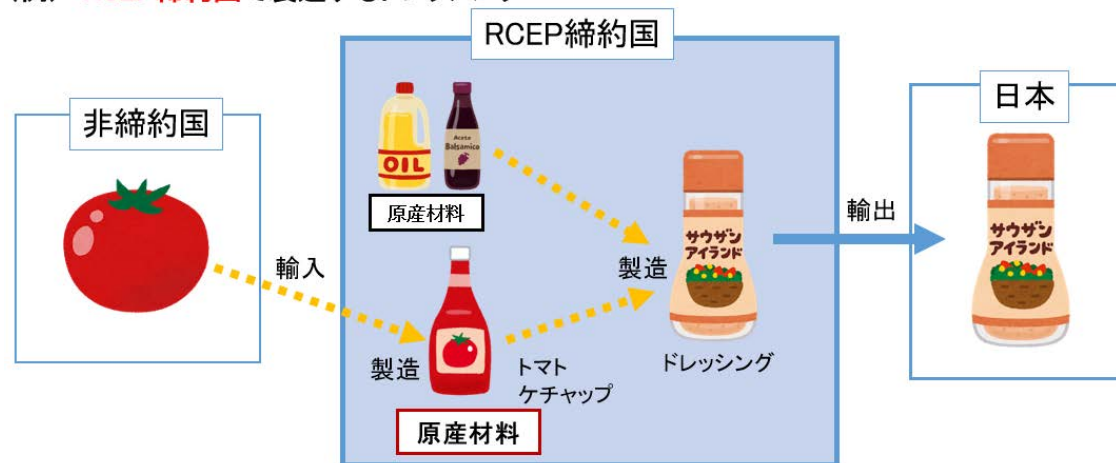 RCEP締約国
非締約国
日本
OIL
Aceto
Balsamico
原産材料
輸入
製造
トマト
ケチャップ
原産材料
製造
サウザン
アイランド
ドレッシング
輸出
サウザン
アイランド